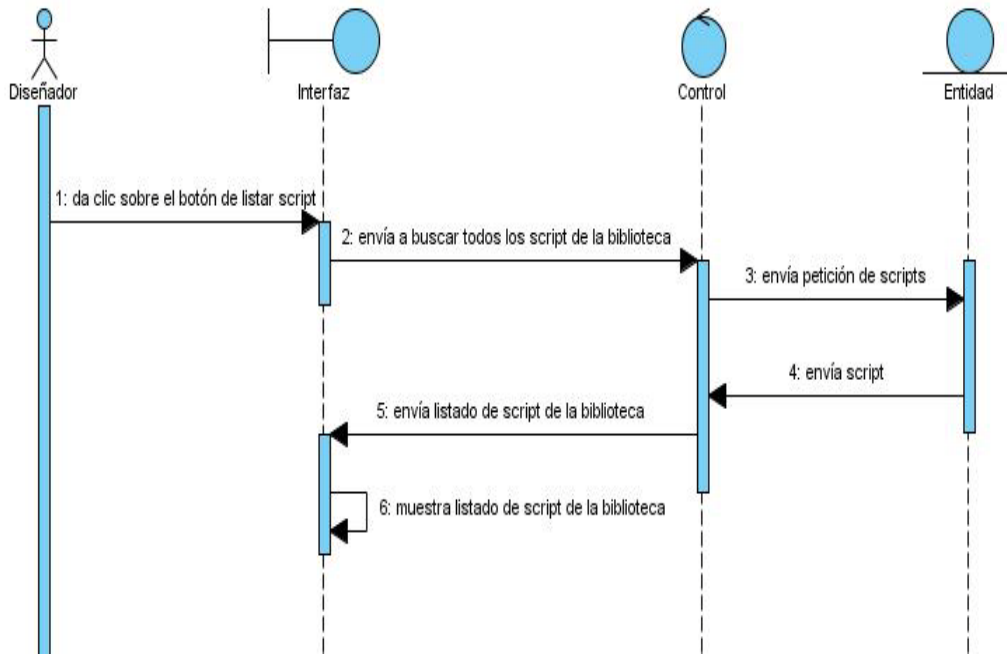 Diseñador
Interfaz
Control
Entidad
1: da clic sobre el botón de listar script
2: envía a buscar todos los script de la biblioteca
3: envía petición de scripts
4: envía script
5: envía listado de script de la biblioteca
6: muestra listado de script de la biblioteca